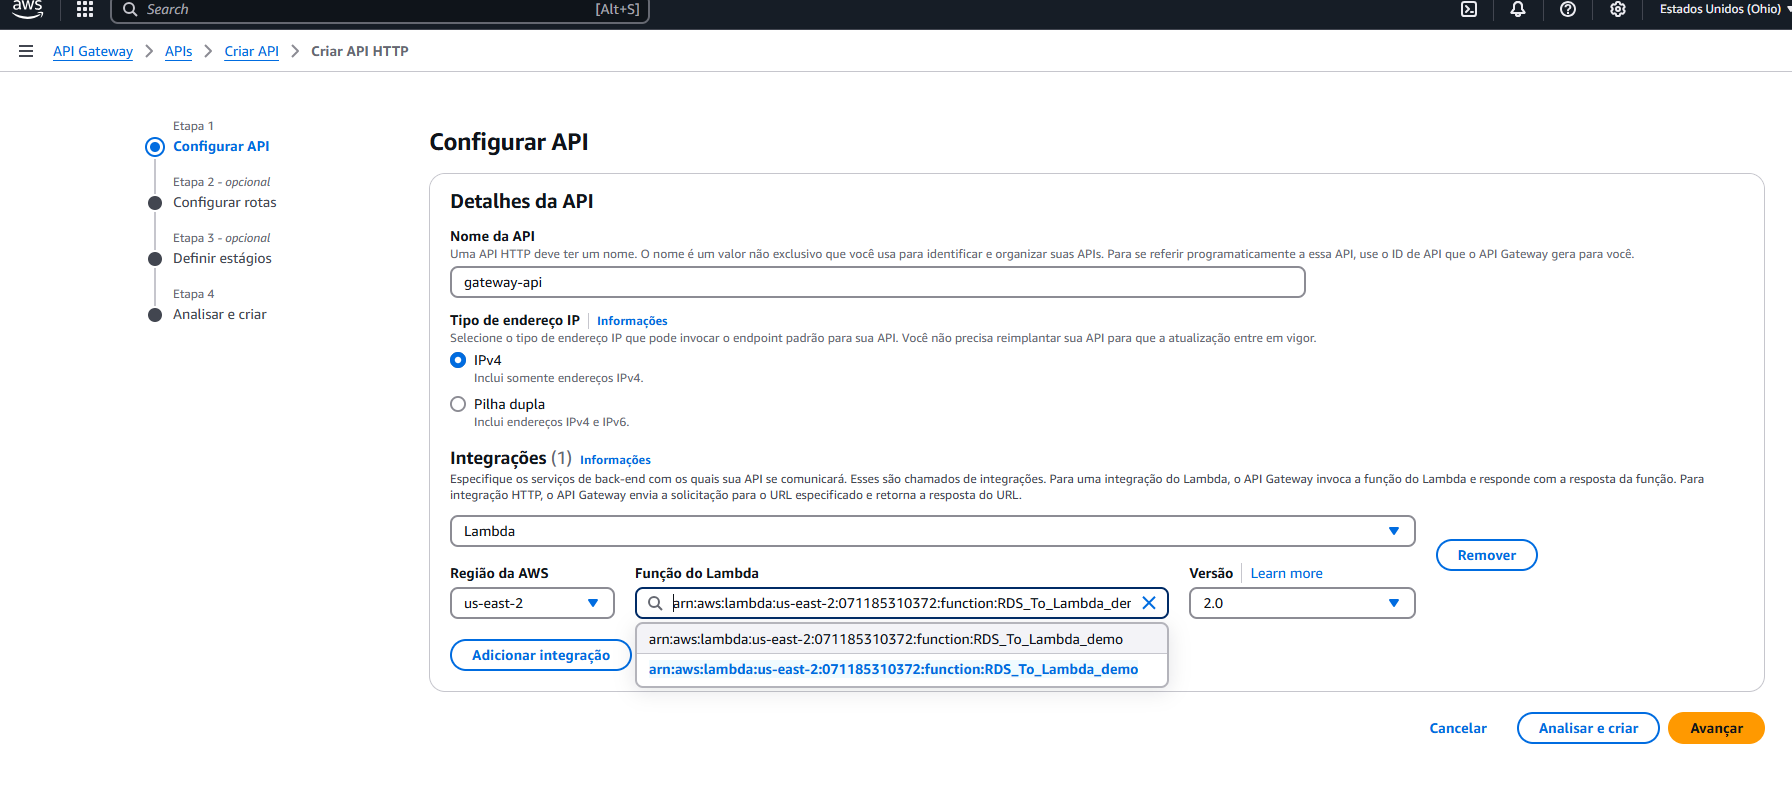 aws
Search
[Alt+S]
Estados Unidos (Ohio)
API Gateway
APIs
Criar API
Criar API HTTP
Etapa 1
Configurar API
Etapa 2 - opcional
Configurar rotas
Etapa 3 - opcional
Definir estágios
Etapa 4
Analisar e criar
Configurar API
Detalhes da API
Nome da API
Uma API HTTP deve ter um nome. O nome é um valor não exclusivo que você usa para identificar e organizar suas APIs. Para se referir programaticamente a essa API, use o ID de API que o API Gateway gera para você.
gateway-api
Tipo de endereço IP
Informações
Selecione o tipo de endereço IP que pode invocar o endpoint padrão para sua API. Você não precisa reimplantar sua API para que a atualização entre em vigor.
IPv4
Inclui somente endereços IPv4.
Pilha dupla
Inclui endereços IPv4 e IPv6.
Integrações (1)
Informações
Especifique os serviços de back-end com os quais sua API se comunicará. Esses são chamados de integrações. Para uma integração do Lambda, o API Gateway invoca a função do Lambda e responde com a resposta da função. Para
integração HTTP, o API Gateway envia a solicitação para o URL especificado e retorna a resposta do URL.
Lambda
Remover
Região da AWS
Função do Lambda
Versão
Learn more
us-east-2
arn:aws:lambda:us-east-2:071185310372:function:RDS_To_Lambda_der
2.0
arn:aws:lambda:us-east-2:071185310372:function:RDS_To_Lambda_demo
Adicionar integração
arn:aws:lambda:us-east-2:071185310372:function:RDS_To_Lambda_demo
Cancelar
Analisar e criar
Avançar